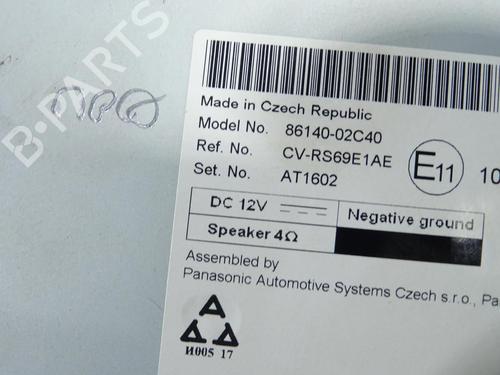 Made in Czech Republic
Model No. 86140-02C40
Ref. No. CV-RS69E1AE
Set. No. AT1602
E11 10
DC 12V
Negative ground
Speaker 4Ω
Assembled by
Panasonic Automotive Systems Czech s.r.o., Pa
И005 17
B-PARTS